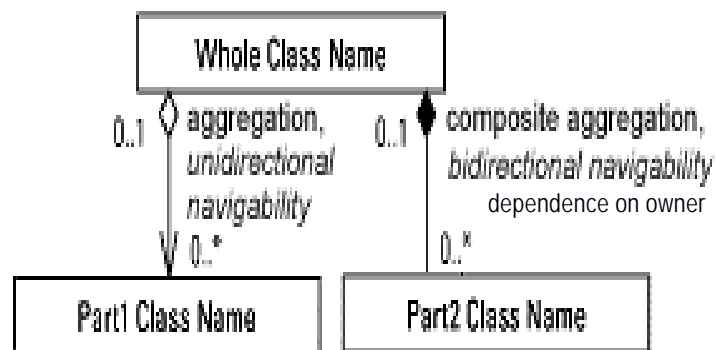 Whole Class Name
0..1
aggregation,
unidirectional
navigability
0..*
0..1
composite aggregation,
bidirectional navigability
dependence on owner
0..*
Part1 Class Name
Part2 Class Name